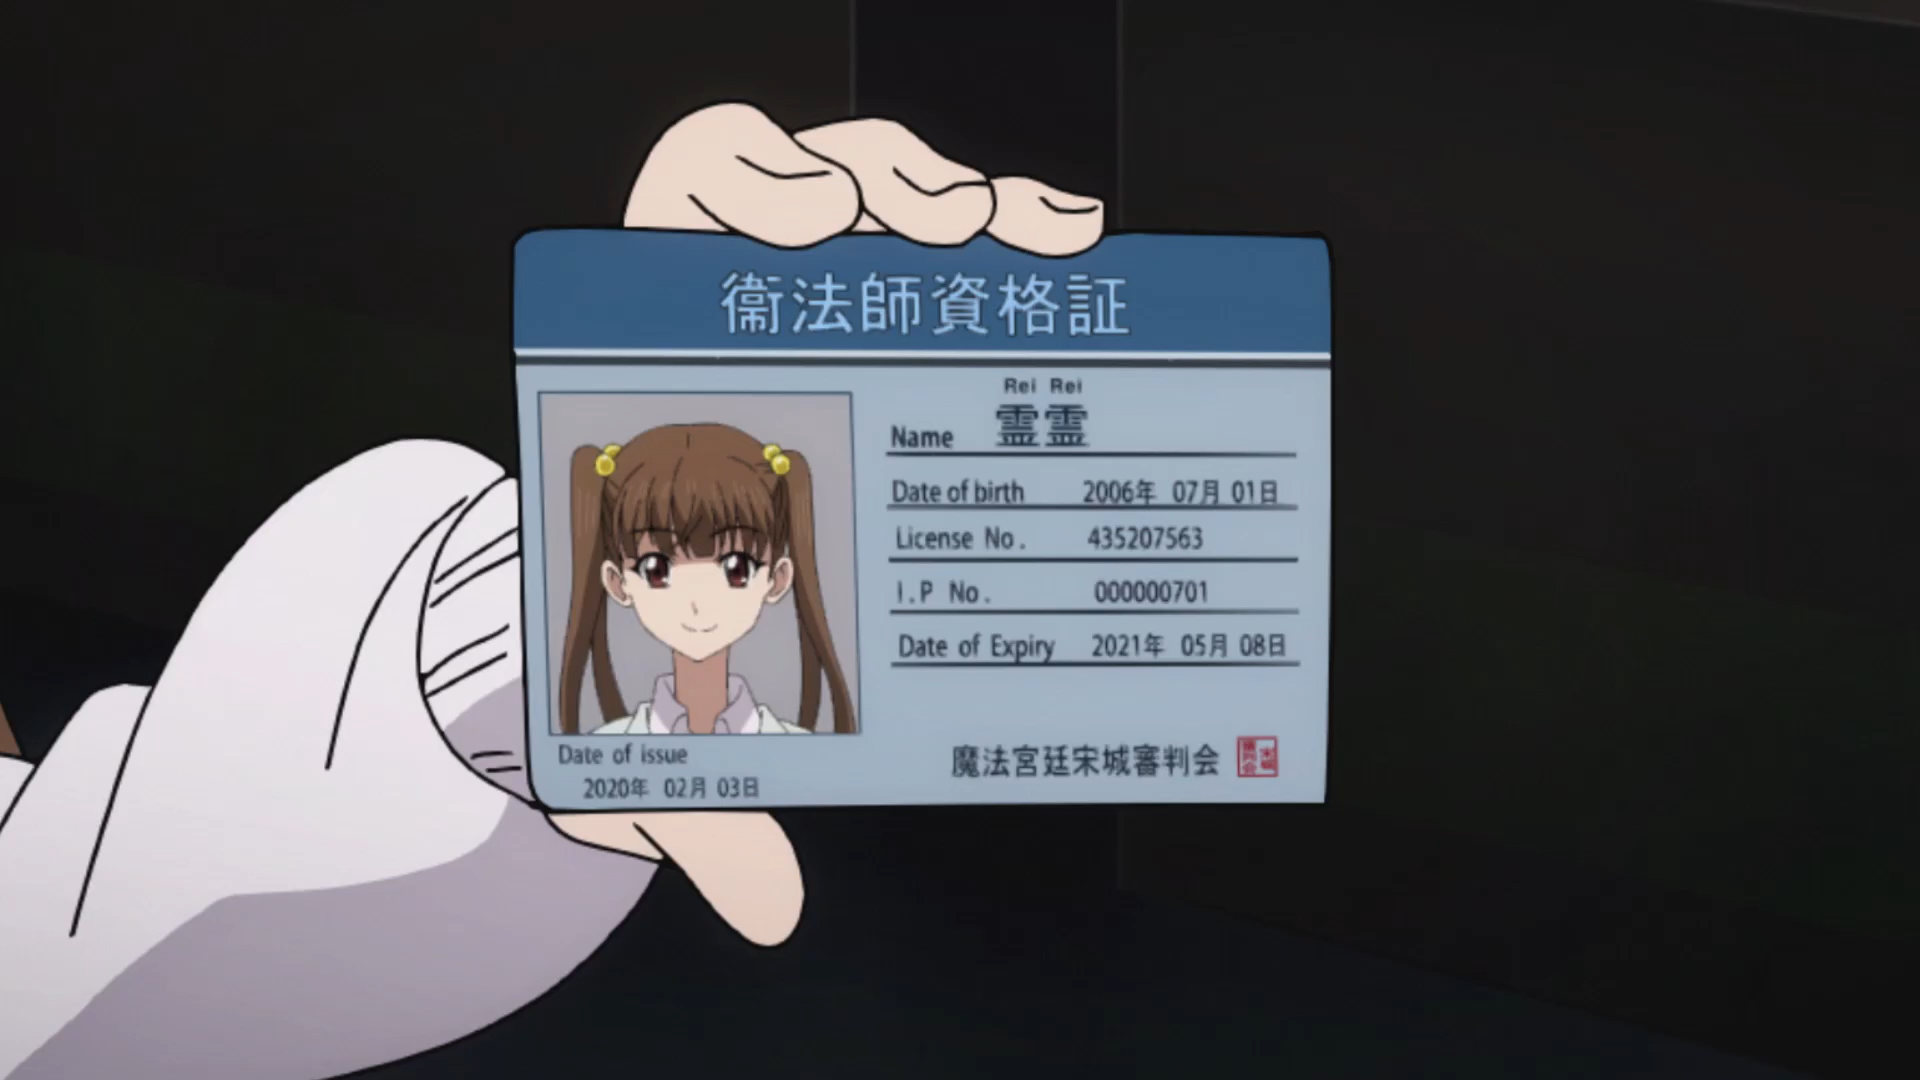 衛法師資格証
Rei Rei
Name 霊霊
Date of birth 2006年 07月 01日
License No. 435207563
I.P No. 000000701
Date of Expiry 2021年 05月 08日
Date of issue
2020年 02月 03日
魔法宮廷宋城審判会